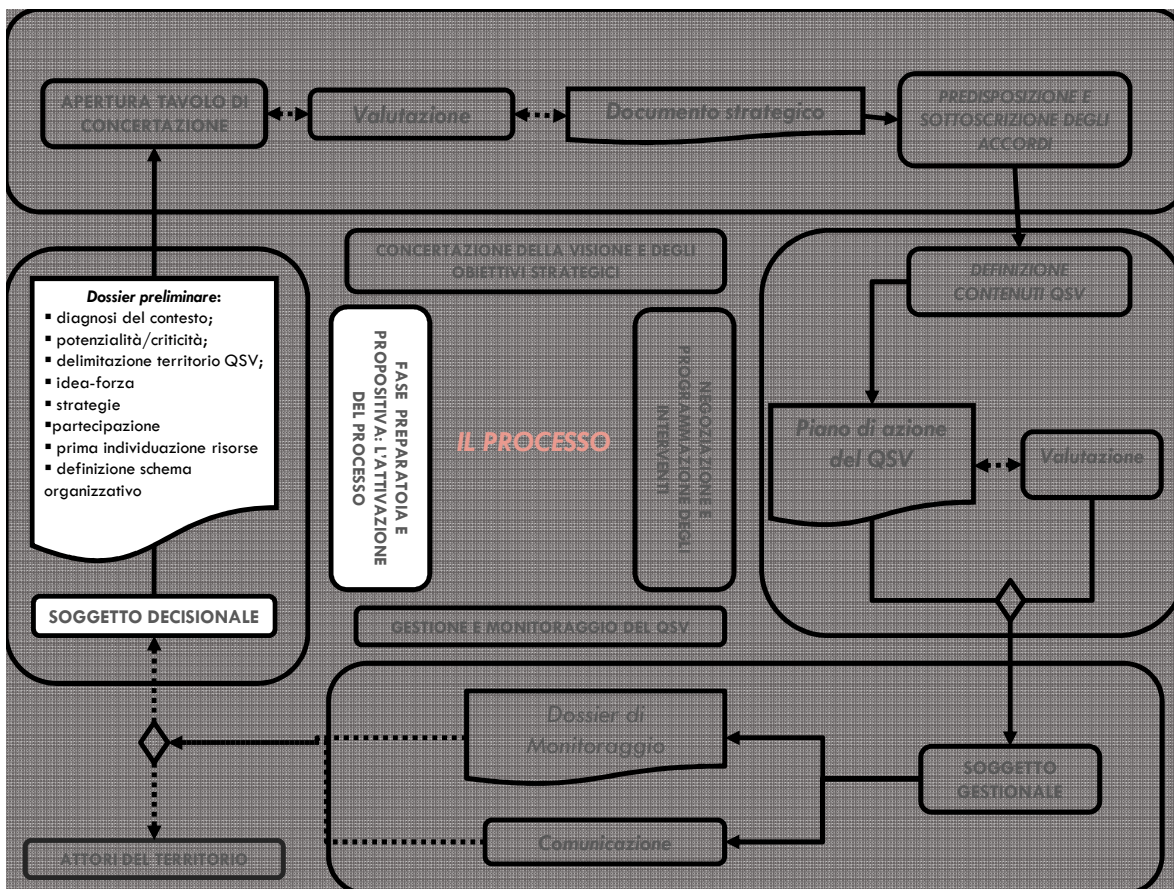 APERTURA TAVOLO DI
CONCERTAZIONE
Valutazione
Documento strategico
PREDISPOSIZIONE E
SOTTOSCRIZIONE DEGLI
ACCORDI
CONCERTAZIONE DELLA VISIONE E DEGLI
OBIETTIVI STRATEGICI
DEFINIZIONE
CONTENUTI QSV
Dossier preliminare:
▪ diagnosi del contesto;
▪ potenzialità/criticità;
▪ delimitazione territorio QSV;
▪ idea-forza
▪ strategie
▪partecipazione
▪ prima individuazione risorse
▪ definizione schema
organizzativo
FASE PREPARATOIA E
PROPOSITIVA: L'ATTIVAZIONE
DEL PROCESSO
IL PROCESSO
NEGOZIAZIONE E
PROGRAMMAZIONE DEGLI
INTERVENTI
Piano di azione
del QSV
Valutazione
SOGGETTO DECISIONALE
GESTIONE E MONITORAGGIO DEL QSV
Dossier di
Monitoraggio
SOGGETTO
GESTIONALE
Comunicazione
ATTORI DEL TERRITORIO